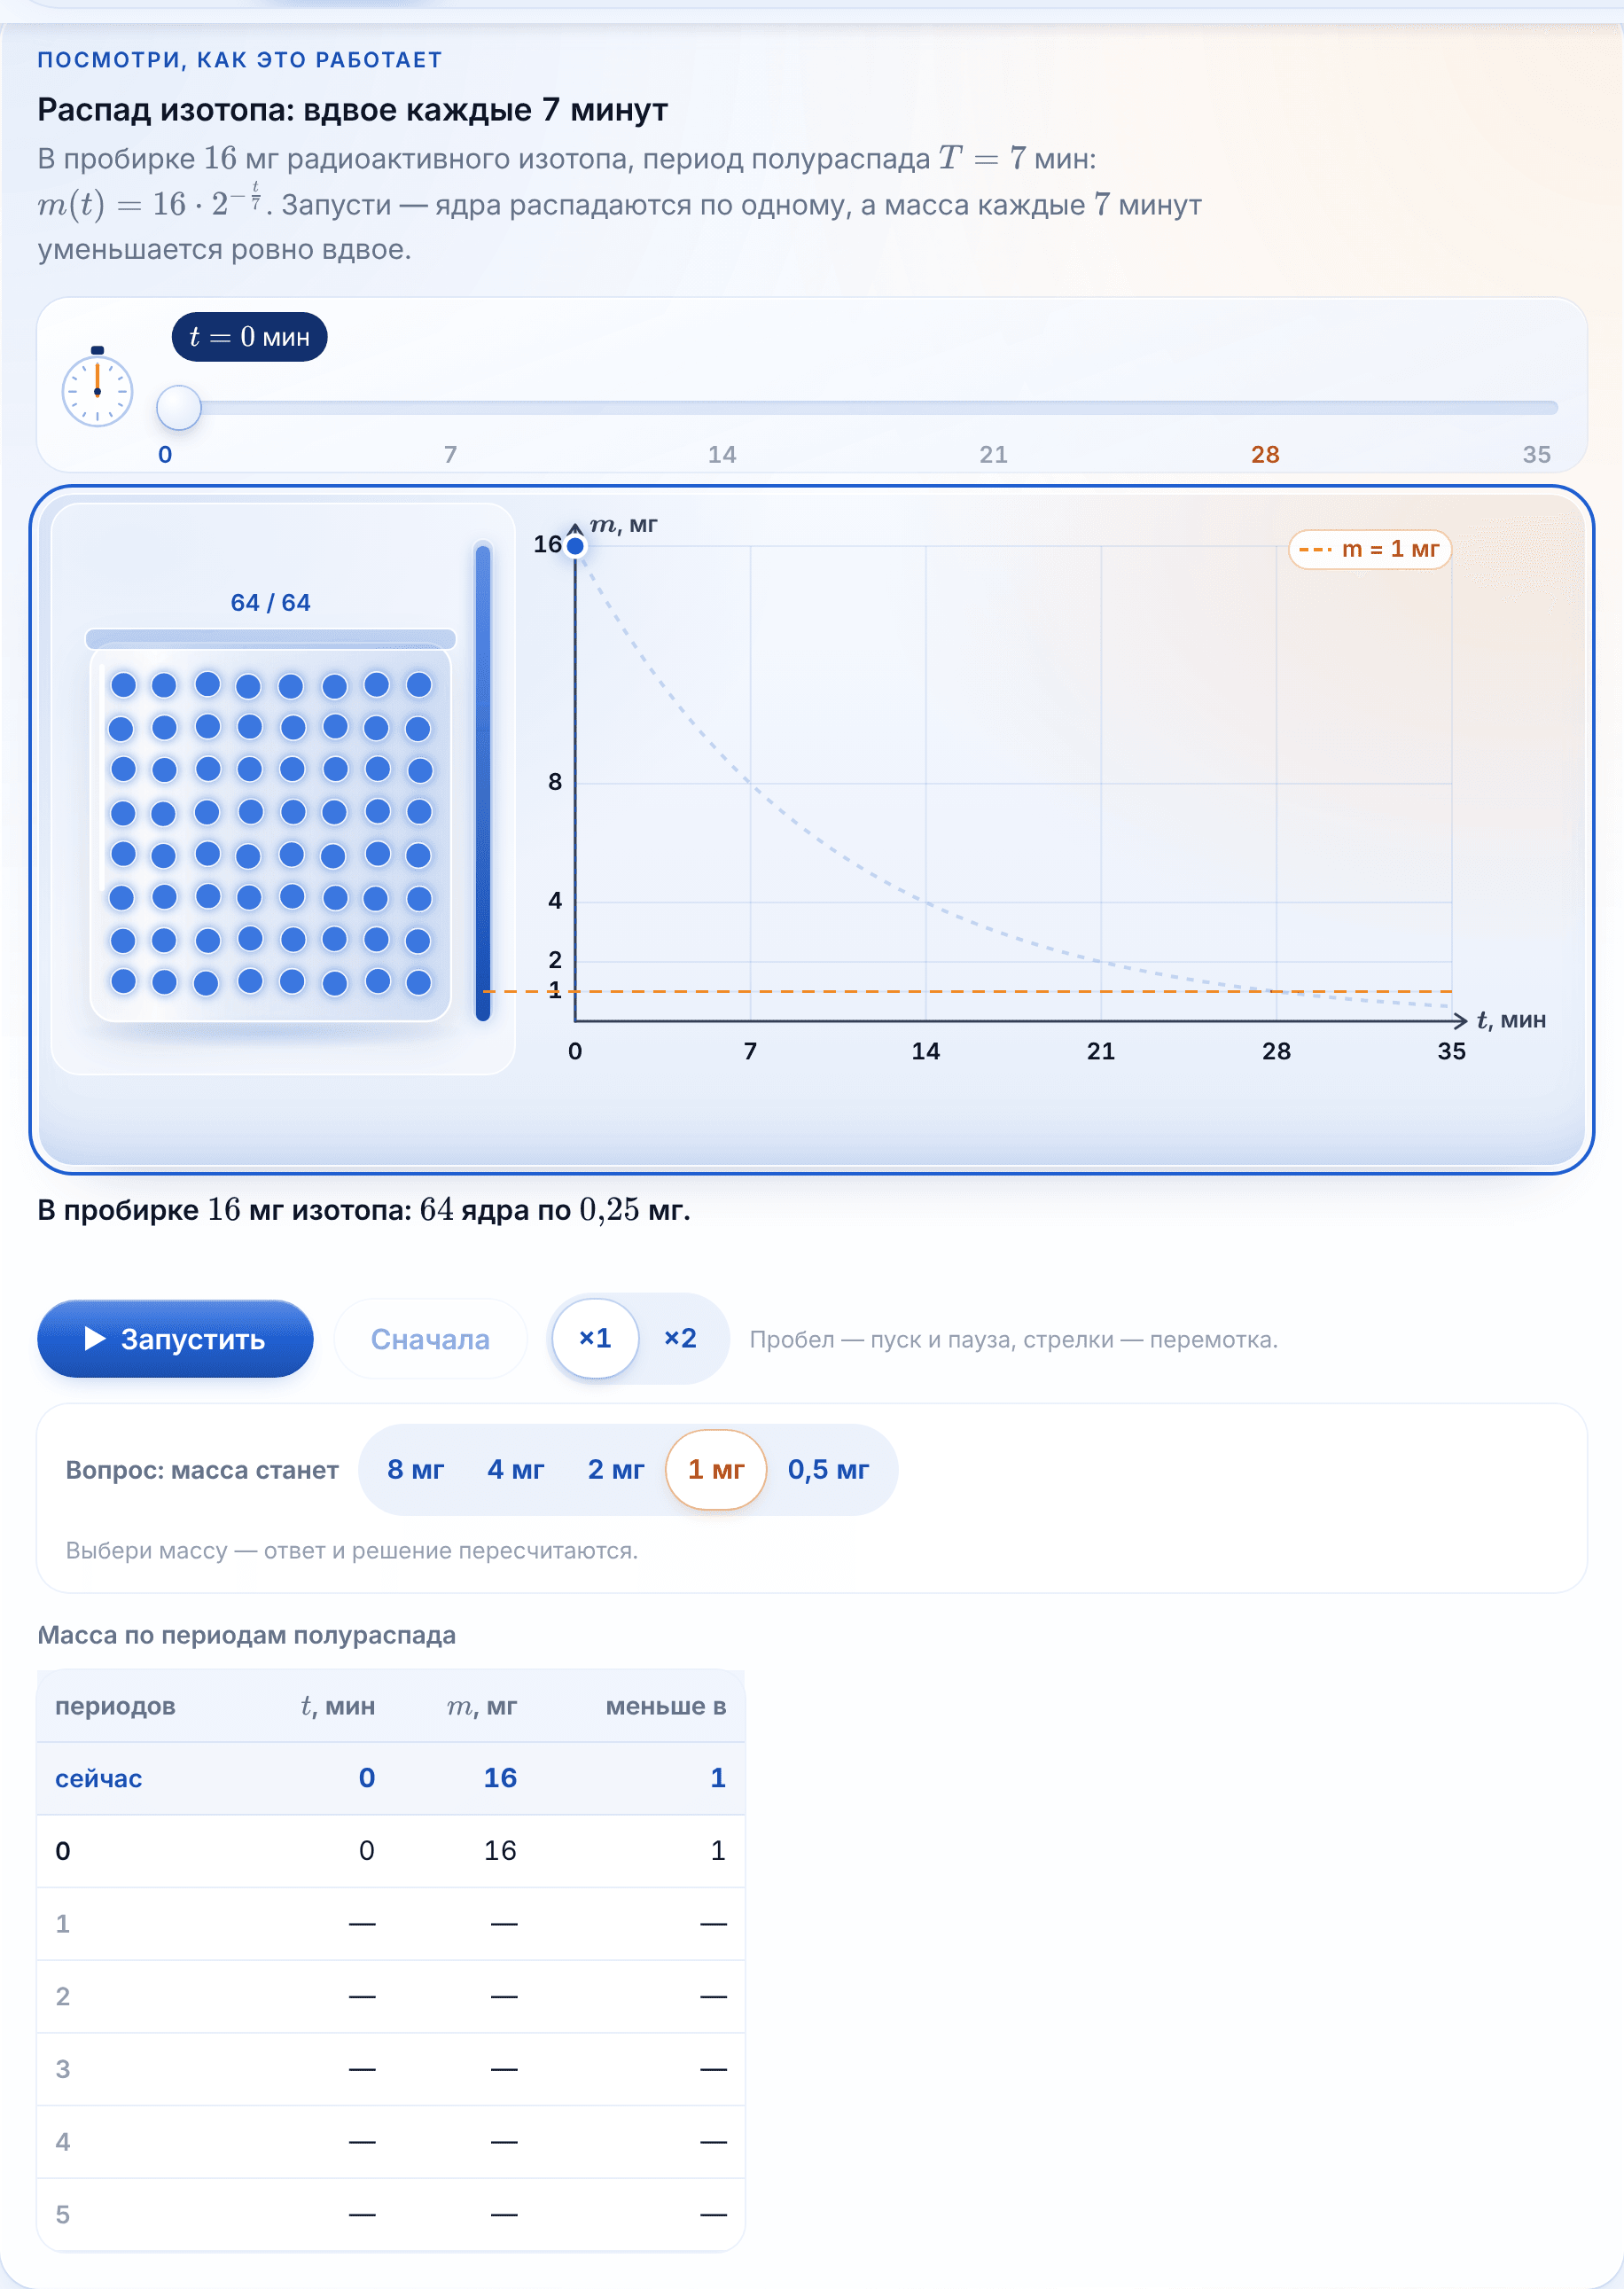 ПОСМОТРИ, КАК ЭТО РАБОТАЕТ
Распад изотопа: вдвое каждые 7 минут
В пробирке 16 мг радиоактивного изотопа, период полураспада T = 7 мин:
m(t) = 16 · 2^{-\frac{t}{7}}. Запусти — ядра распадаются по одному, а масса каждые 7 минут
уменьшается ровно вдвое.
t = 0 мин
0 7 14 21 28 35
64 / 64
m, мг
m = 1 мг
16
8
4
2
1
t, мин
0 7 14 21 28 35
В пробирке 16 мг изотопа: 64 ядра по 0,25 мг.
Запустить Сначала ×1 ×2 Пробел — пуск и пауза, стрелки — перемотка.
Вопрос: масса станет 8 мг 4 мг 2 мг 1 мг 0,5 мг
Выбери массу — ответ и решение пересчитаются.
Масса по периодам полураспада
периодов t, мин m, мг меньше в
сейчас 0 16 1
0 0 16 1
1 — — —
2 — — —
3 — — —
4 — — —
5 — — —